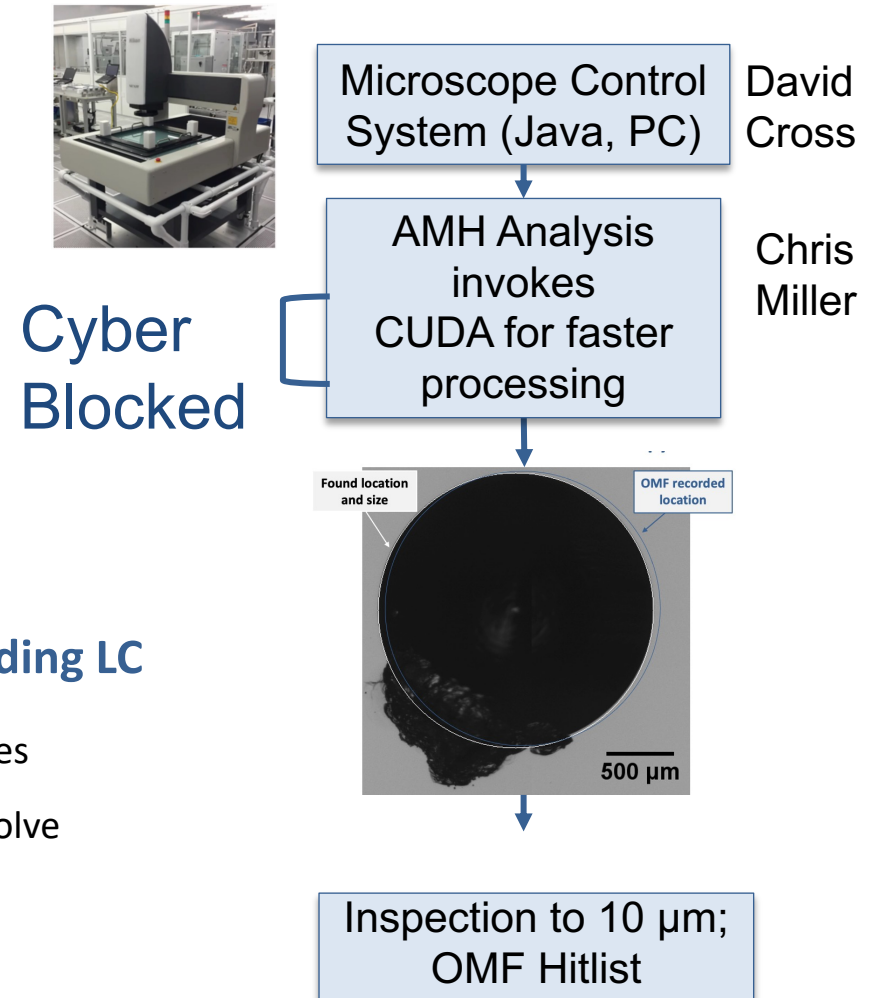 Microscope Control
System (Java, PC)
David
Cross
AMH Analysis
invokes
CUDA for faster
processing
Chris
Miller
Cyber
Blocked
Found location
and size
OMF recorded
location
500 µm
ding LC
es
olve
Inspection to 10 µm;
OMF Hitlist